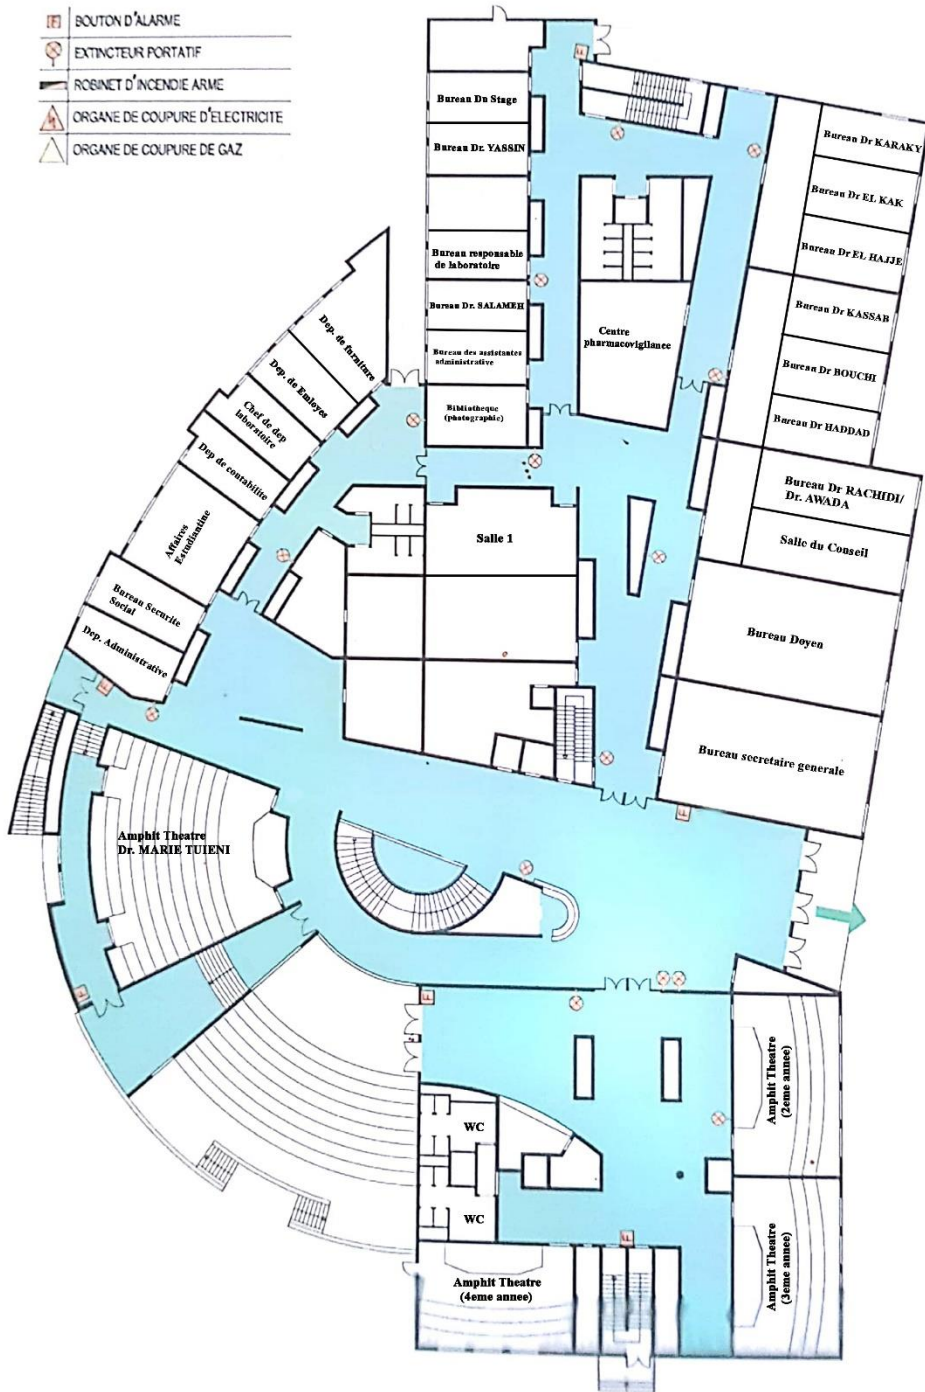 BOUTON D'ALARME
EXTINCTEUR PORTATIF
ROBINET D'INCENDIE ARME
ORGANE DE COUPURE D'ELECTRICITE
ORGANE DE COUPURE DE GAZ
Bureau Du Stage
Bureau Dr. YASSIN
Bureau responsable
de laboratoire
Bureau Dr. SALAMEH
Bureau des assistantes
administrative
Bibliotheque
(photographie)
Centre
pharmacovigilance
Bureau Dr KARAKY
Bureau Dr EL KAK
Bureau Dr EL HAJJE
Bureau Dr KASSAB
Bureau Dr BOUCHI
Bureau Dr HADDAD
Bureau Dr RACHIDI/
Dr. AWADA
Salle du Conseil
Bureau Doyen
Bureau secretaire generale
Dep. de furniture
Dep. de Emloyes
Chef de dep
laboratoire
Dep de contabilite
Affaires
Estudiantine
Bureau Securite
Social
Dep. Administrative
Salle 1
Amphit Theatre
Dr. MARIE TUIENI
F
F
F
F
F
F
WC
WC
Amphit Theatre
(2eme annee)
Amphit Theatre
(3eme annee)
Amphit Theatre
(4eme annee)